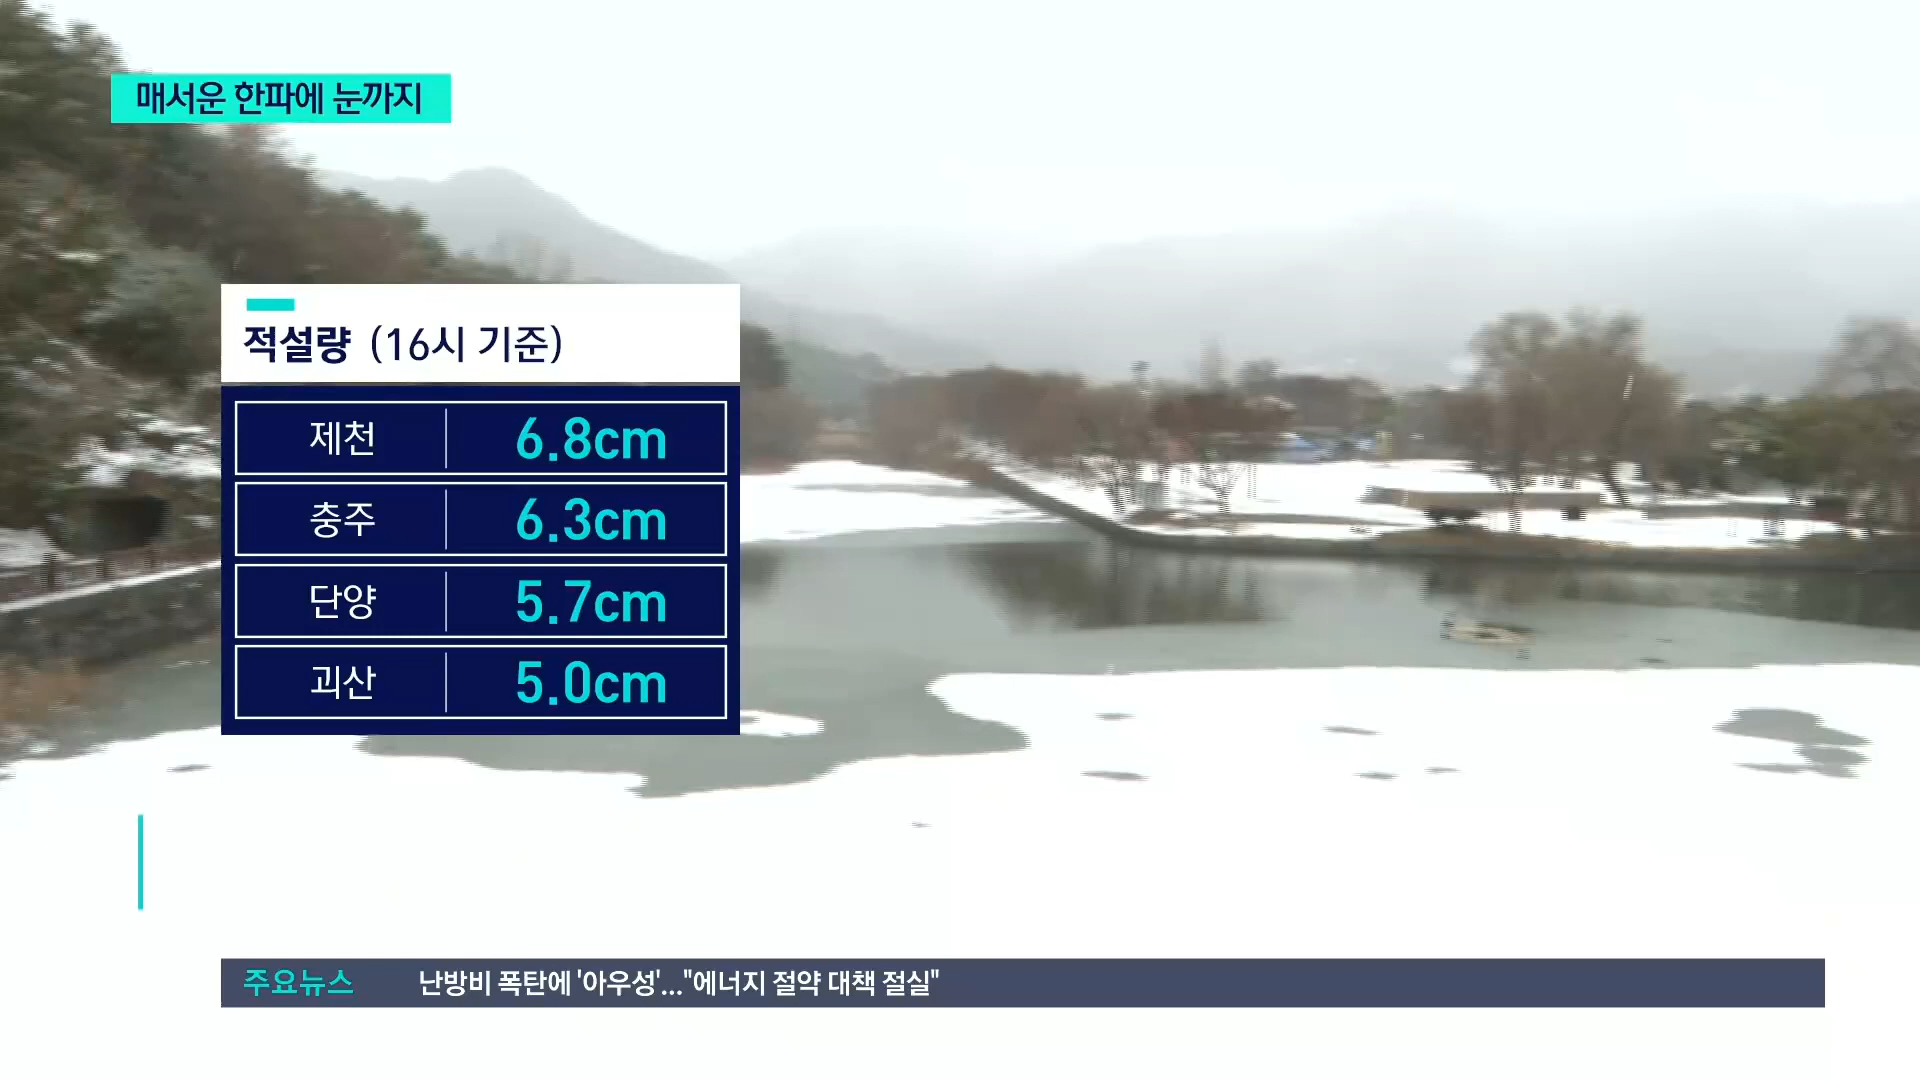 매서운 한파에 눈까지
적설량 (16시 기준)
제천 6.8cm
충주 6.3cm
단양 5.7cm
괴산 5.0cm
주요뉴스 난방비 폭탄에 '아우성'..."에너지 절약 대책 절실"